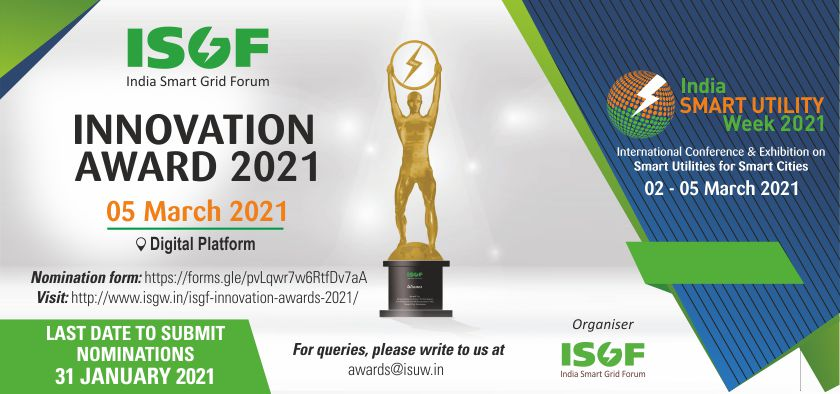 ISGF
India Smart Grid Forum
INNOVATION
AWARD 2021
05 March 2021
Digital Platform
Nomination form: https://forms.gle/pvLqwr7w6RtfDv7aA
Visit: http://www.isgw.in/isgf-innovation-awards-2021/
LAST DATE TO SUBMIT
NOMINATIONS
31 JANUARY 2021
ISGF
Winner
For queries, please write to us at
awards@isuw.in
Organiser
ISGF
India Smart Grid Forum
India
SMART UTILITY
Week 2021
International Conference & Exhibition on
Smart Utilities for Smart Cities
02 - 05 March 2021